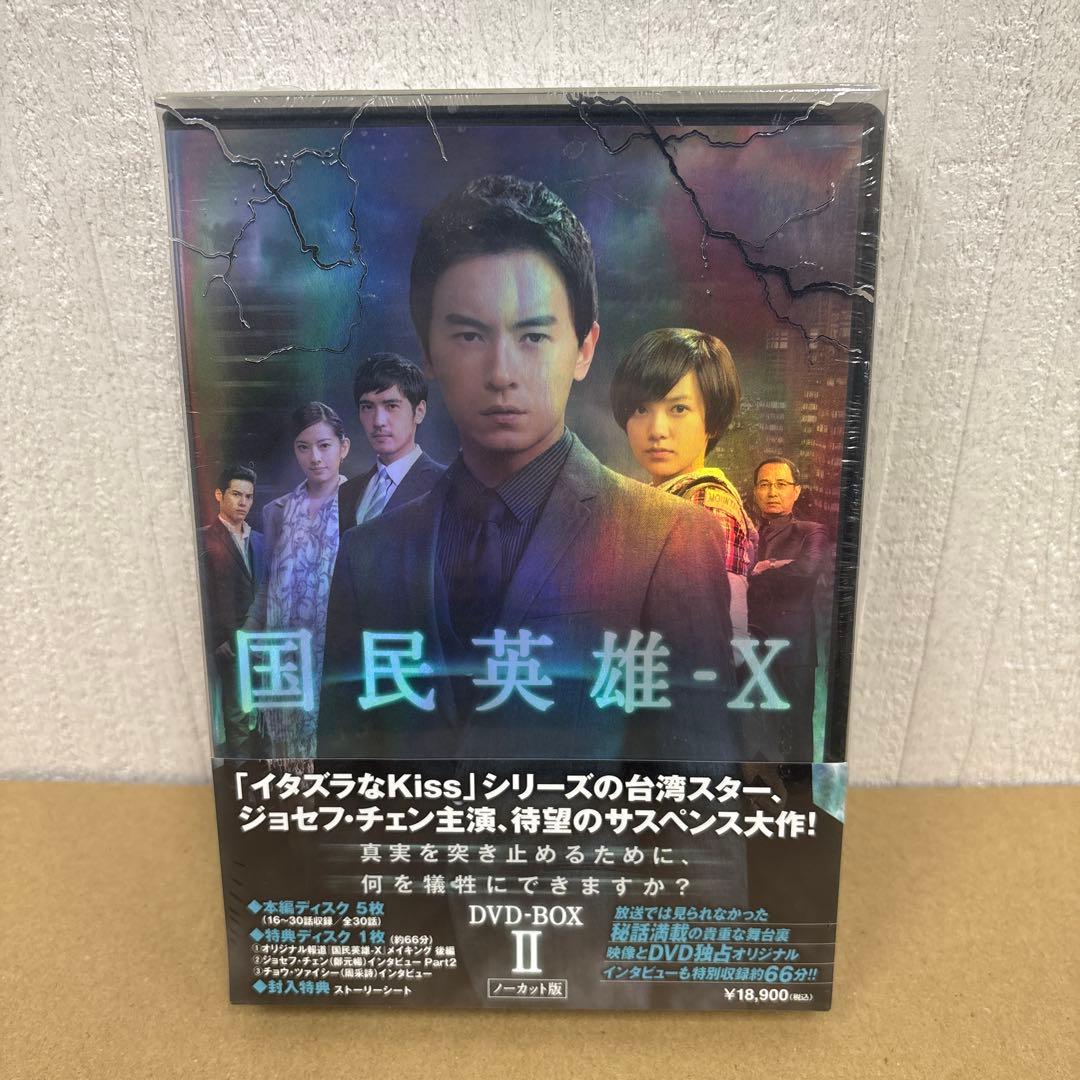 MOUNT
国民英雄-X
「イタズラなKiss」シリーズの台湾スター、
ジョセフ・チェン主演、待望のサスペンス大作!
真実を突き止めるために、
何を犠牲にできますか?
◆本編ディスク 5枚
(16~30話収録/全30話)
◆特典ディスク 1枚(約66分)
①オリジナル報道「国民英雄-X」メイキング 後編
②ジョセフ・チェン(鄭元暢)インタビュー Part2
③チョウ・ツァイシー(周采詩)インタビュー
◆封入特典 ストーリーシート
DVD-BOX
II
ノーカット版
放送では見られなかった
秘話満載の貴重な舞台裏
映像とDVD独占オリジナル
インタビューも特別収録約66分!!
¥18,900(税込)